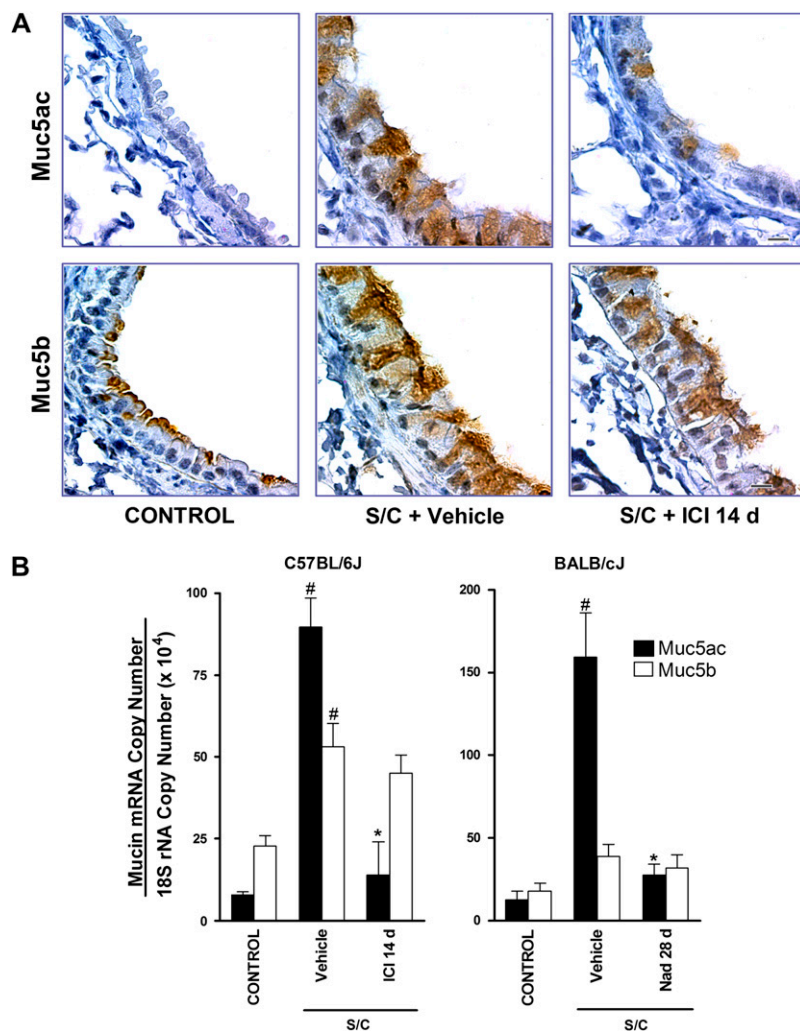 A
Muc5ac
Muc5b
CONTROL
S/C + Vehicle
S/C + ICI 14 d
B
C57BL/6J
BALB/cJ
Mucin mRNA Copy Number
18S rNA Copy Number (x 10⁴)
100
75
50
25
0
#
#
*
CONTROL
Vehicle
ICI 14 d
S/C
200
150
100
50
0
#
*
Muc5ac
Muc5b
CONTROL
Vehicle
Nad 28 d
S/C